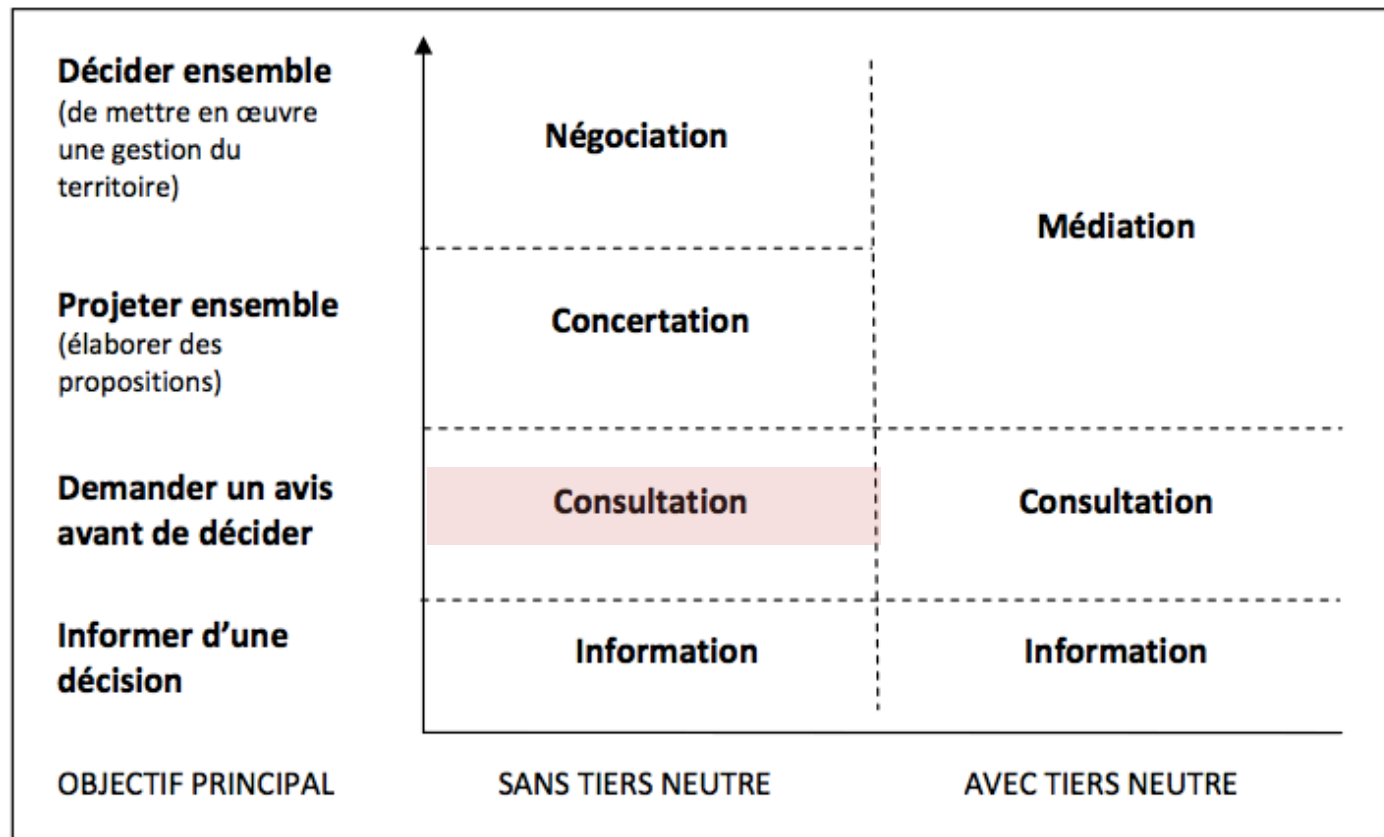 Décider ensemble
(de mettre en œuvre
une gestion du
territoire)
Négociation
Médiation
Projeter ensemble
(élaborer des
propositions)
Concertation
Demander un avis
avant de décider
Consultation
Consultation
Informer d’une
décision
Information
Information
OBJECTIF PRINCIPAL
SANS TIERS NEUTRE
AVEC TIERS NEUTRE